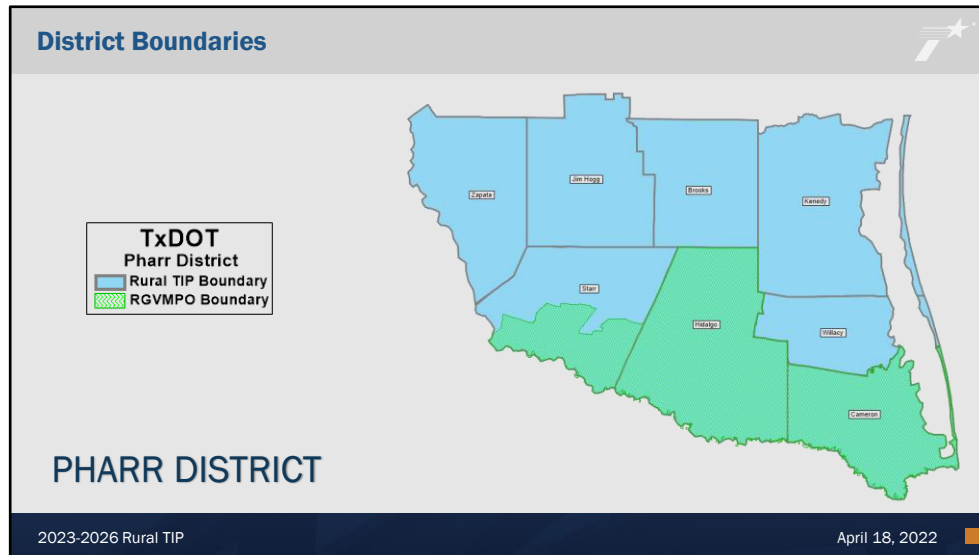 District Boundaries
TxDOT
Pharr District
Rural TIP Boundary
RGVMPO Boundary
Zapata
Jim Hogg
Brooks
Kenedy
Starr
Hidalgo
Willacy
Cameron
PHARR DISTRICT
2023-2026 Rural TIP
April 18, 2022